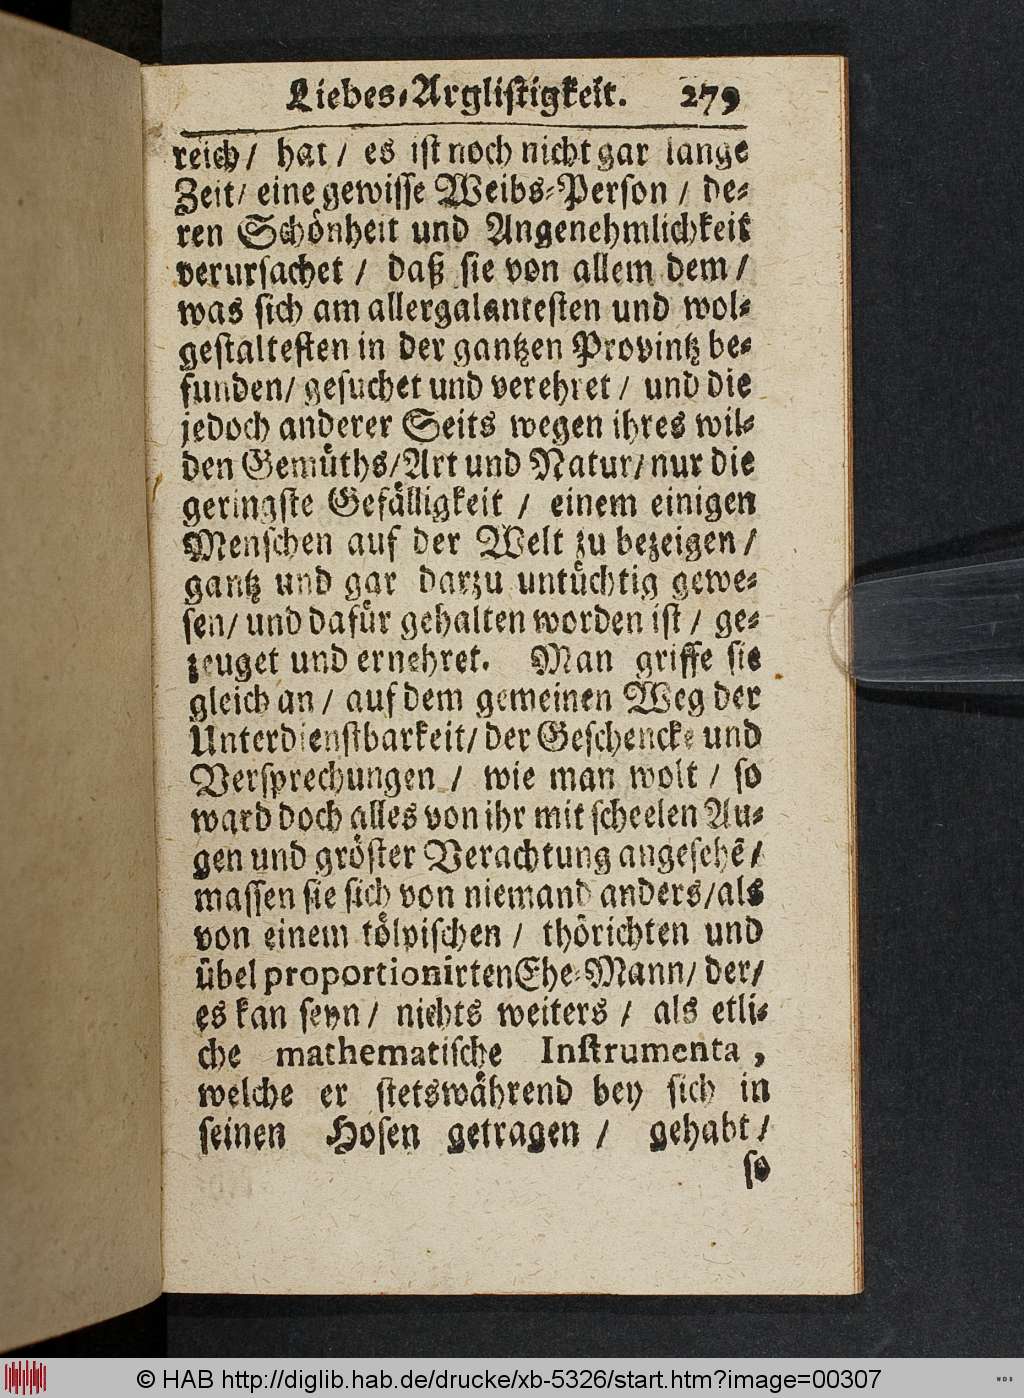 Liebes-Arglistigkeit. 279
reich/ hat/ es ist noch nicht gar lange
Zeit/ eine gewisse Weibs-Person/ de-
ren Schönheit und Angenehmlichkeit
verursachet/ daß sie von allem dem/
was sich am allergalantesten und wol-
gestaltesten in der gantzen Provintz be-
funden/ gesuchet und verehret/ und die
jedoch anderer Seits wegen ihres wil-
den Gemüths/Art und Natur/nur die
geringste Gefälligkeit/ einem einigen
Menschen auf der Welt zu bezeigen/
gantz und gar darzu untüchtig gewe-
sen/ und dafür gehalten worden ist/ ge-
zeuget und ernehret. Man griffe sie
gleich an/ auf dem gemeinen Weg der
Unterdienstbarkeit/ der Geschencke und
Versprechungen/ wie man wolt/ so
ward doch alles von ihr mit scheelen Au-
gen und gröster Verachtung angesehē/
massen sie sich von niemand anders/als
von einem tölpischen/ thörichten und
übel proportionirten Ehe-Mann/ der/
es kan seyn/ nichts weiters/ als etli-
che mathematische Instrumenta,
welche er stetswährend bey sich in
seinen Hosen getragen/ gehabt/
so
© HAB http://diglib.hab.de/drucke/xb-5326/start.htm?image=00307
WDB